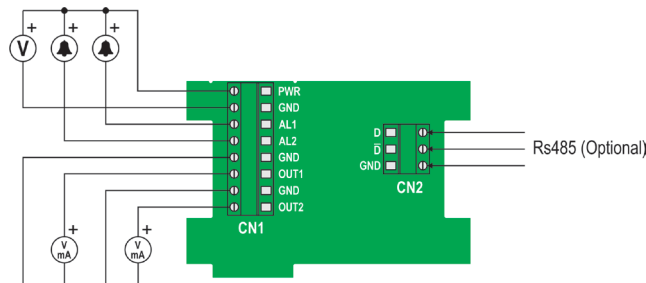 + + +
V
PWR
GND
AL1
AL2
GND
OUT1
GND
OUT2
CN1
D
D̅
GND
CN2
Rs485 (Optional)
+ +
V
mA
V
mA